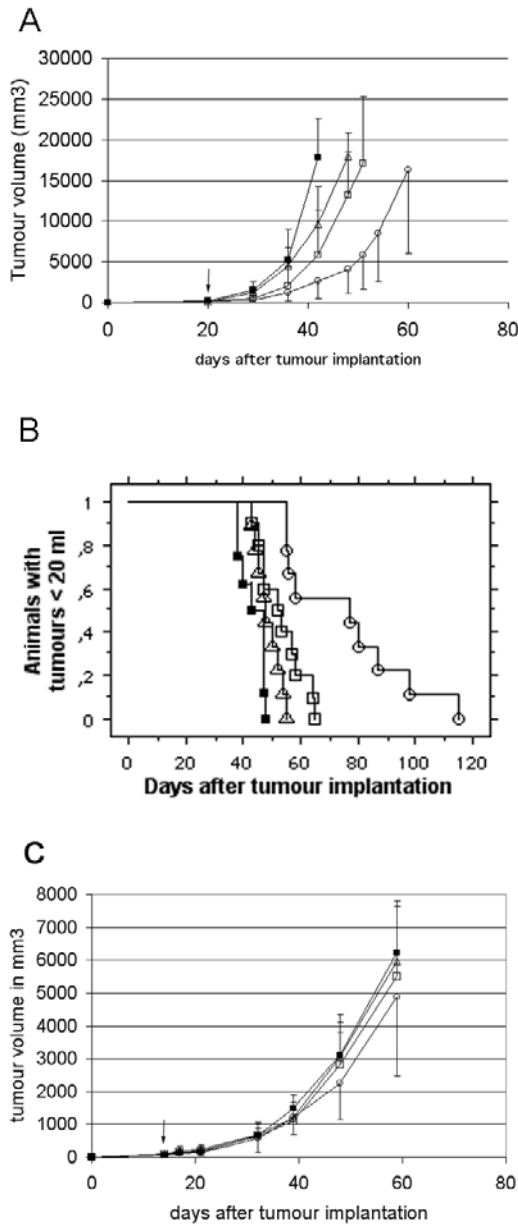 A
Tumour volume (mm3)
30000
25000
20000
15000
10000
5000
0
0 20 40 60 80
days after tumour implantation
B
Animals with
tumours < 20 ml
1
,8
,6
,4
,2
0
0 20 40 60 80 100 120
Days after tumour implantation
C
tumour volume in mm3
8000
7000
6000
5000
4000
3000
2000
1000
0
0 20 40 60 80
days after tumour implantation